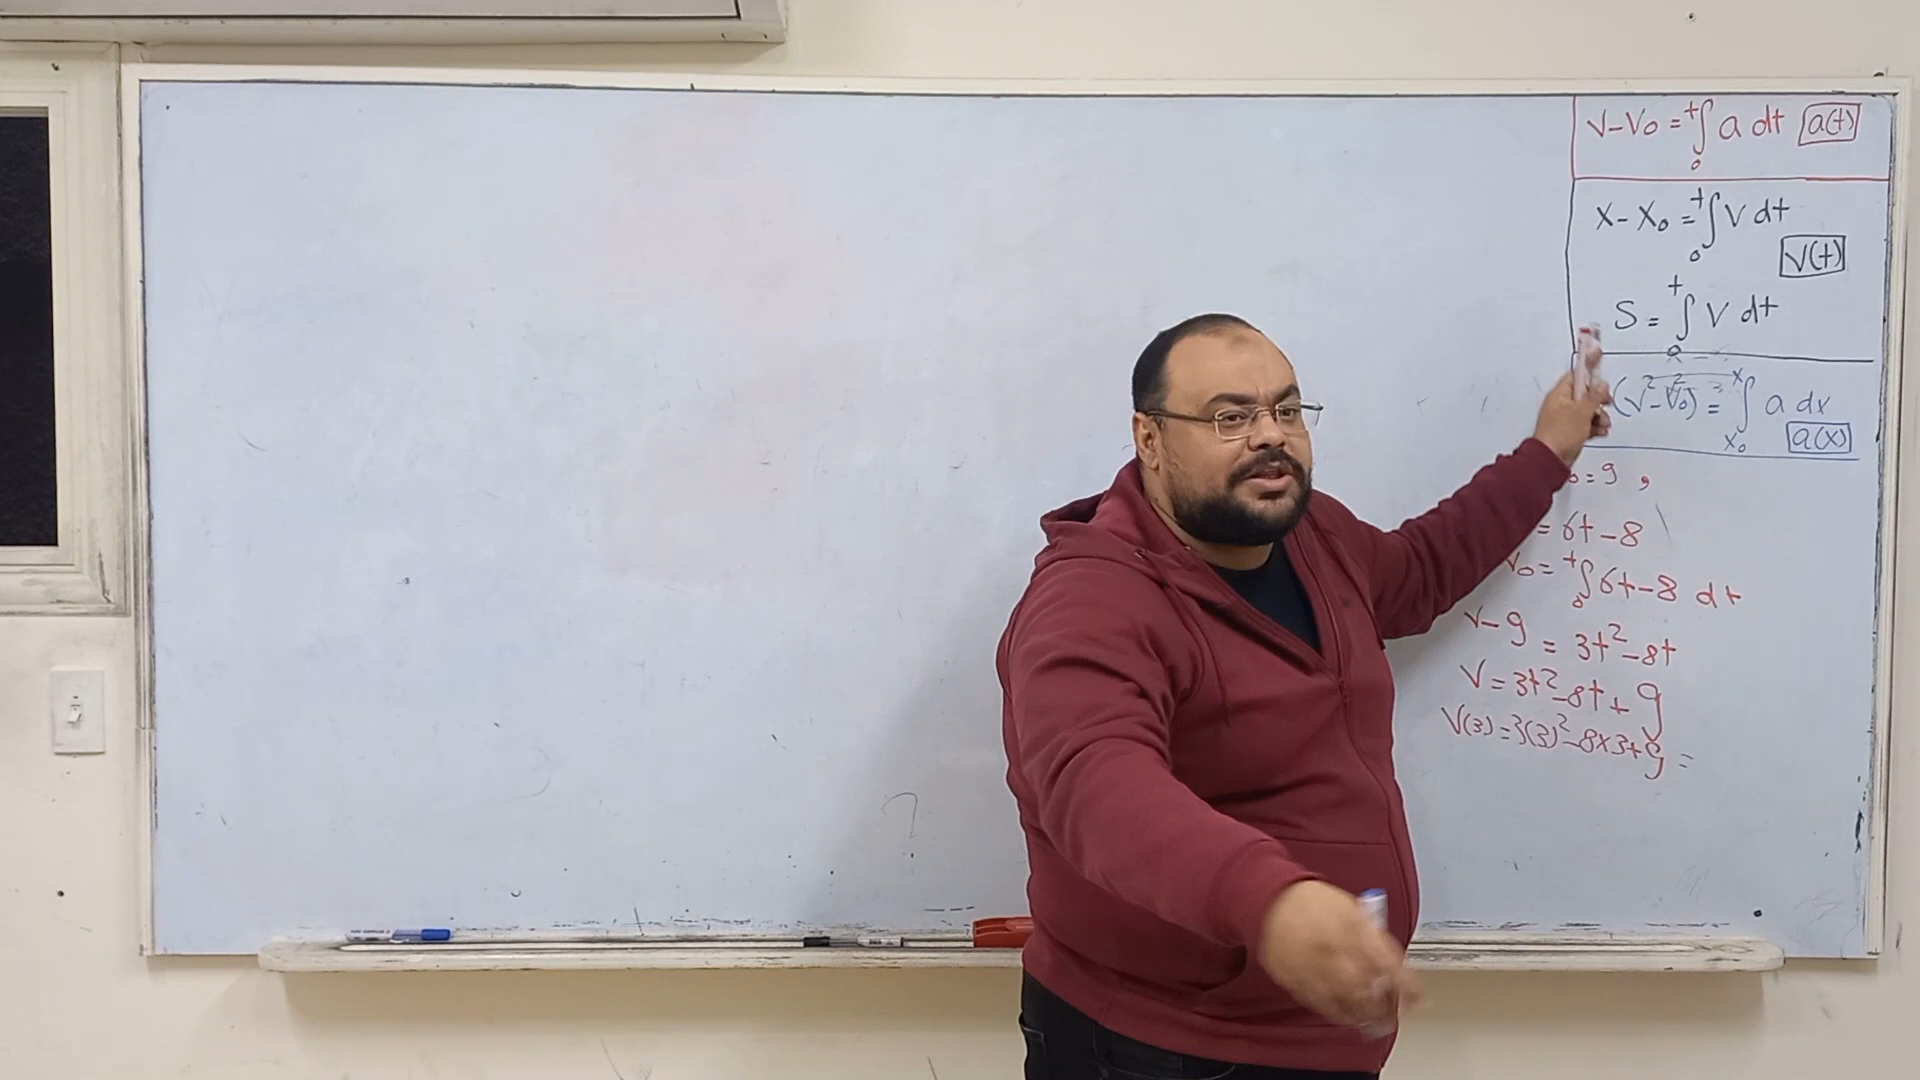 V-V₀ = ∫₀ᵗ a dt a(t)
X-X₀ = ∫₀ᵗ V dt
V(t)
S = ∫₀ᵗ V dt
(V²-V₀²) = ∫ₓ₀ˣ a dx
a(x)
₀=9 ,
= 6t-8
V₀ = ∫₀ᵗ 6t-8 dt
V-9 = 3t²-8t
V = 3t²-8t+9
V(3) = 3(3)²-8×3+9 =